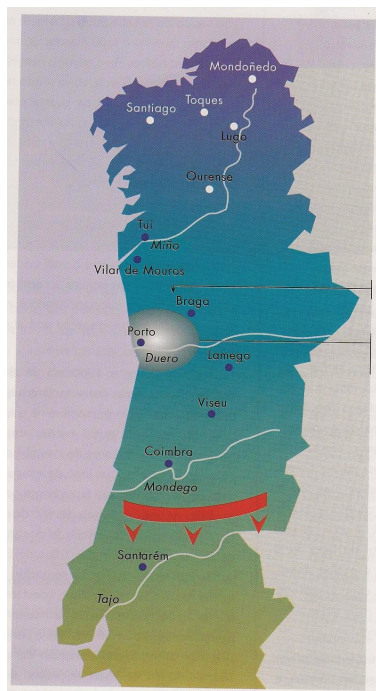 Mondoñedo
Toques
Santiago
Lugo
Ourense
Tui
Miño
Vilar de Mouros
Braga
Porto
Duero
Lamego
Viseu
Coimbra
Mondego
Santarém
Tajo